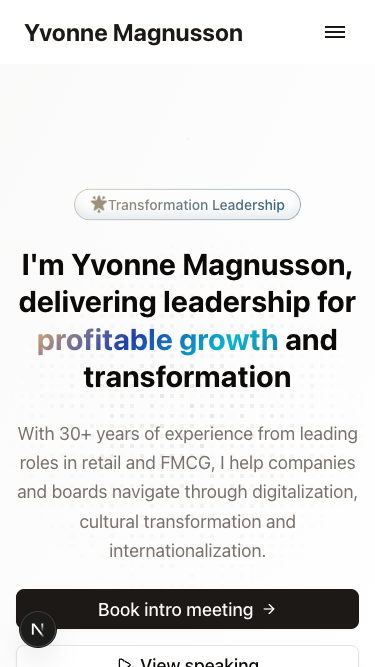 Yvonne Magnusson
Transformation Leadership
I'm Yvonne Magnusson,
delivering leadership for
profitable growth and
transformation
With 30+ years of experience from leading
roles in retail and FMCG, I help companies
and boards navigate through digitalization,
cultural transformation and
internationalization.
Book intro meeting →
N
View speaking